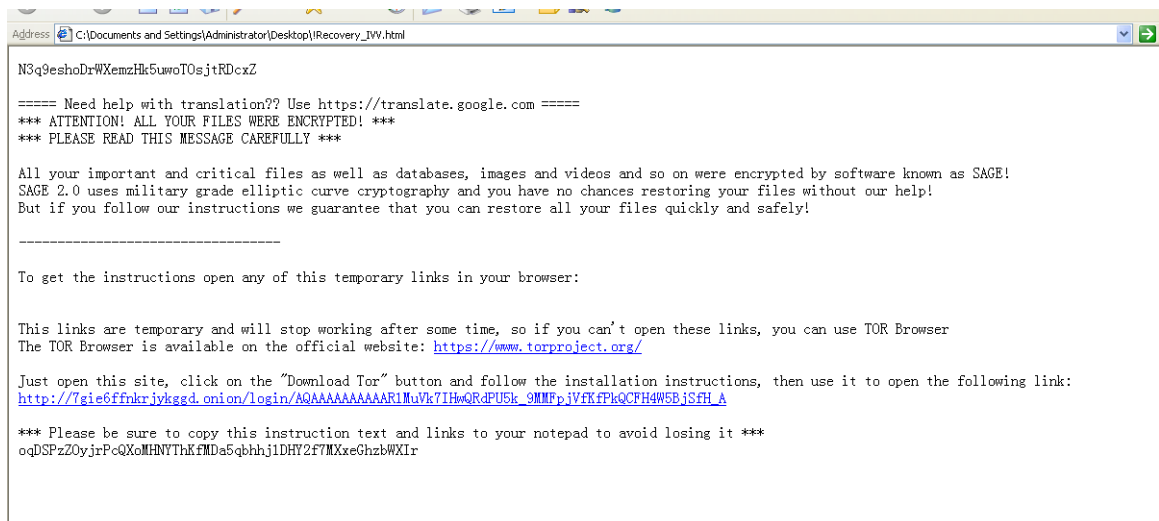 Address C:\Documents and Settings\Administrator\Desktop\!Recovery_IVV.html
N3q9eshoDrWXemzHk5uwoTOsjtRDcxZ
===== Need help with translation?? Use https://translate.google.com =====
*** ATTENTION! ALL YOUR FILES WERE ENCRYPTED! ***
*** PLEASE READ THIS MESSAGE CAREFULLY ***
All your important and critical files as well as databases, images and videos and so on were encrypted by software known as SAGE!
SAGE 2.0 uses military grade elliptic curve cryptography and you have no chances restoring your files without our help!
But if you follow our instructions we guarantee that you can restore all your files quickly and safely!
----------------------------------
To get the instructions open any of this temporary links in your browser:
This links are temporary and will stop working after some time, so if you can't open these links, you can use TOR Browser
The TOR Browser is available on the official website: https://www.torproject.org/
Just open this site, click on the "Download Tor" button and follow the installation instructions, then use it to open the following link:
http://7gie6ffnkrjykggd.onion/login/AQAAAAAAAAAAR1MuVk7IHwQRdPU5k_9MMFpjVfKfPkQCFH4W5BjSfH_A
*** Please be sure to copy this instruction text and links to your notepad to avoid losing it ***
oqDSPzZOyjrPcQXoMHNYThKfMDa5qbhhj1DHY2f7MXxeGhzbWXIr